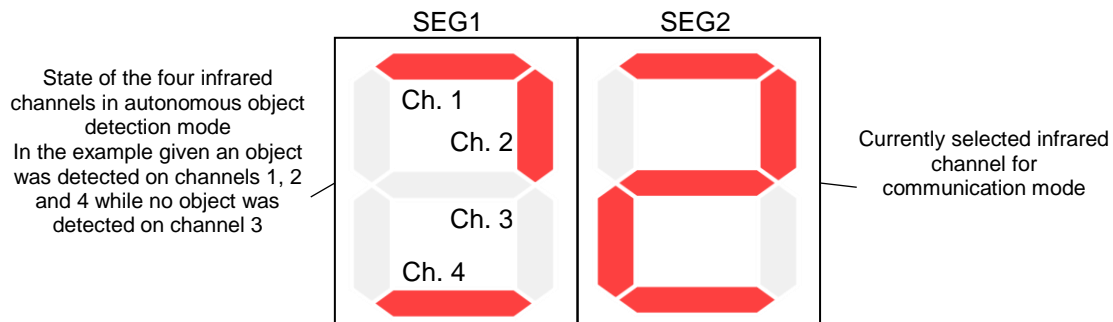 SEG1
SEG2
State of the four infrared
channels in autonomous object
detection mode
In the example given an object
was detected on channels 1, 2
and 4 while no object was
detected on channel 3
Ch. 1
Ch. 2
Ch. 3
Ch. 4
2
Currently selected infrared
channel for
communication mode